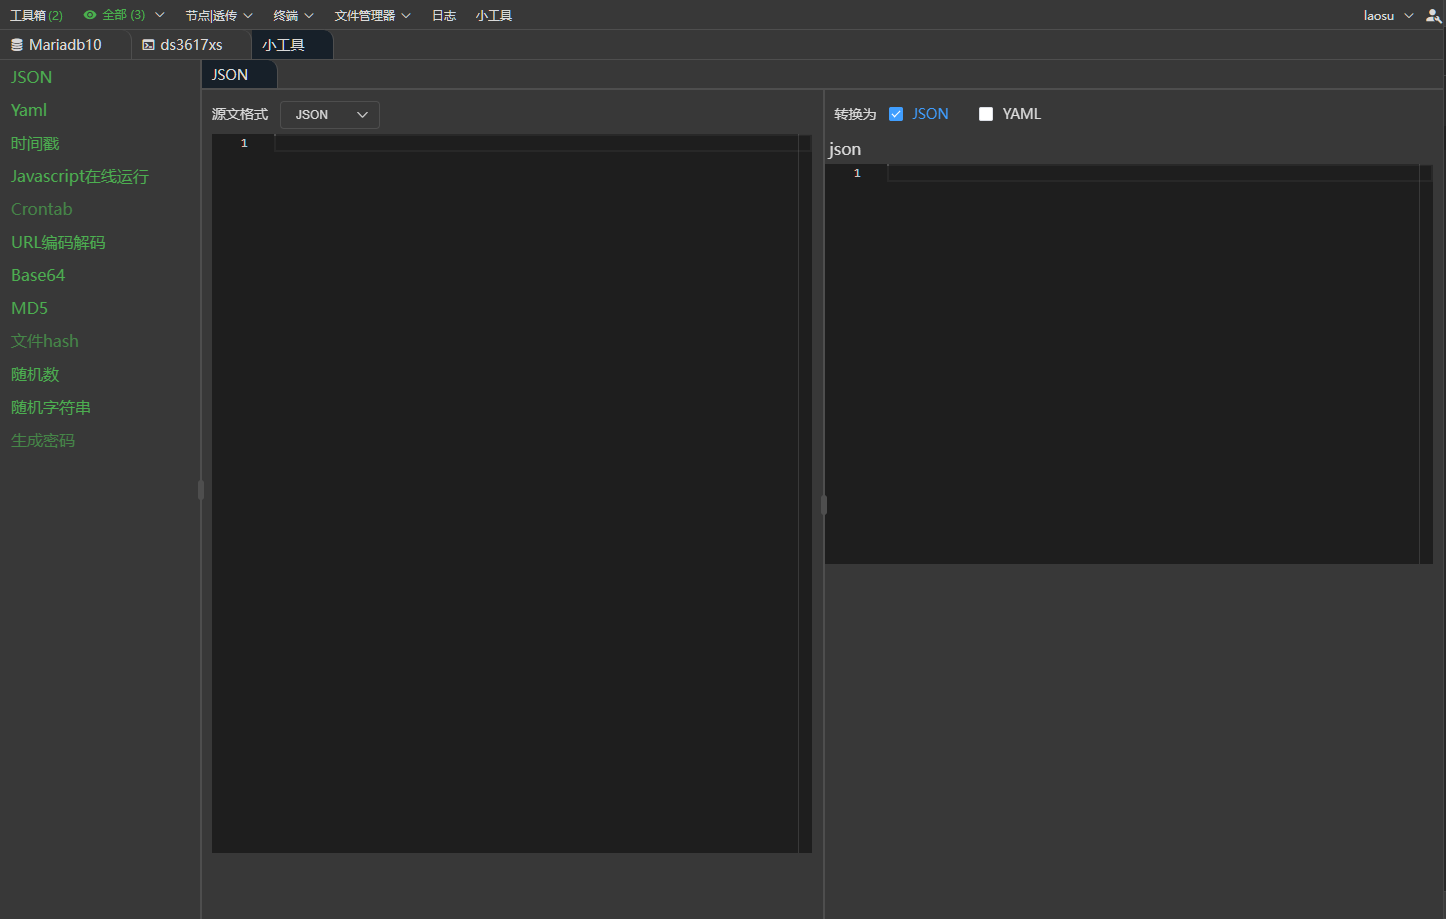 工具箱(2) 全部 (3) 节点|透传 终端 文件管理器 日志 小工具 laosu
Mariadb10 ds3617xs 小工具
JSON
Yaml
时间戳
Javascript在线运行
Crontab
URL编码解码
Base64
MD5
文件hash
随机数
随机字符串
生成密码
JSON
源文格式 JSON
1
转换为 JSON YAML
json
1